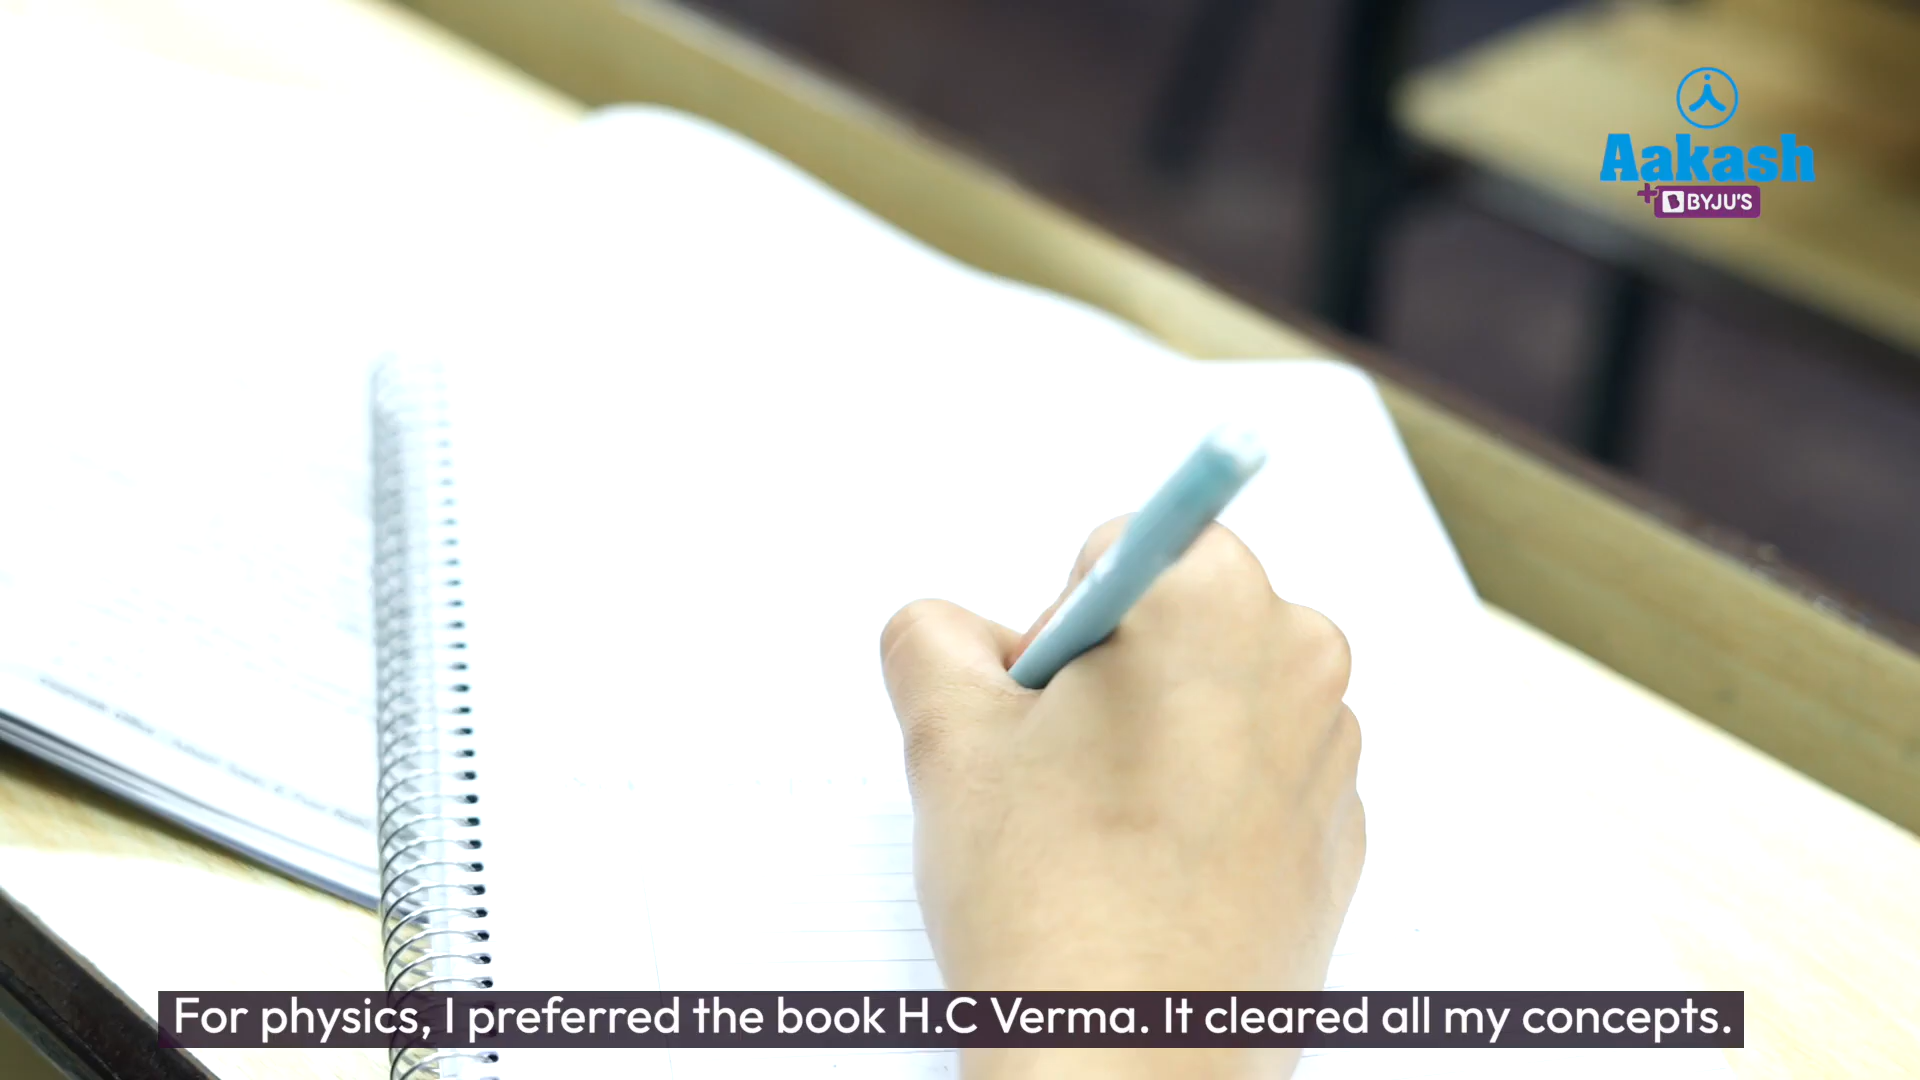 Aakash
+BYJU'S
For physics, I preferred the book H.C Verma. It cleared all my concepts.